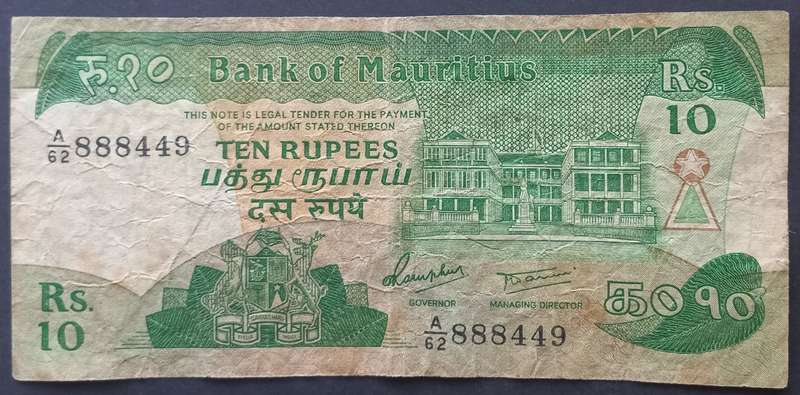 रु.१०
Bank of Mauritius
Rs.
10
THIS NOTE IS LEGAL TENDER FOR THE PAYMENT
OF THE AMOUNT STATED THEREON
A/62 888449
TEN RUPEES
பத்து ரூபாய்
दस रुपये
Rs.
10
GOVERNOR
MANAGING DIRECTOR
A/62 888449